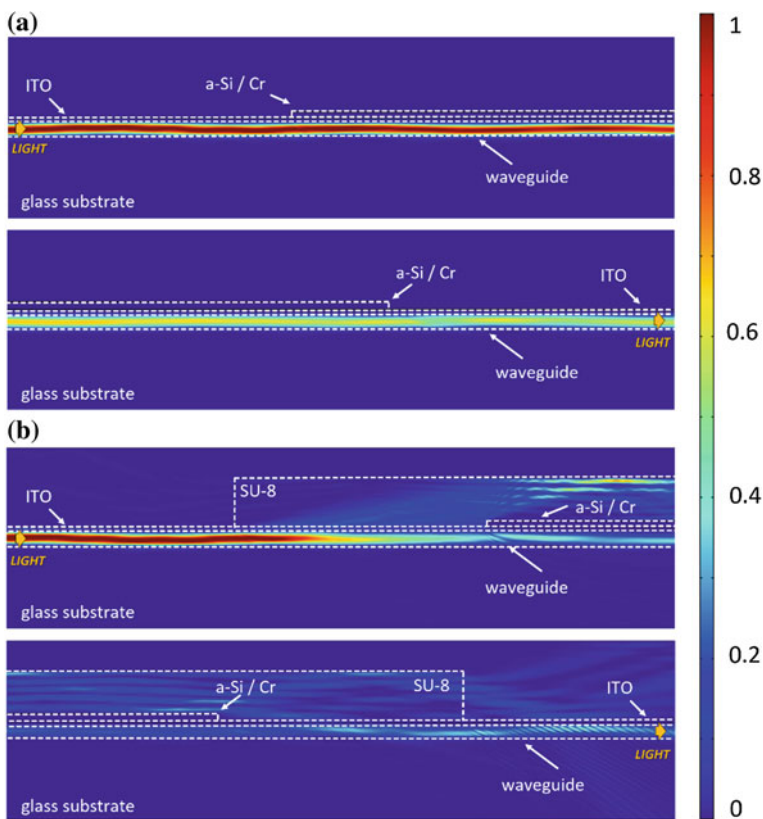 (a)
ITO
a-Si / Cr
LIGHT
waveguide
glass substrate
a-Si / Cr
ITO
waveguide
LIGHT
glass substrate
(b)
SU-8
ITO
a-Si / Cr
LIGHT
waveguide
glass substrate
a-Si / Cr
SU-8
ITO
waveguide
LIGHT
glass substrate
1
0.8
0.6
0.4
0.2
0